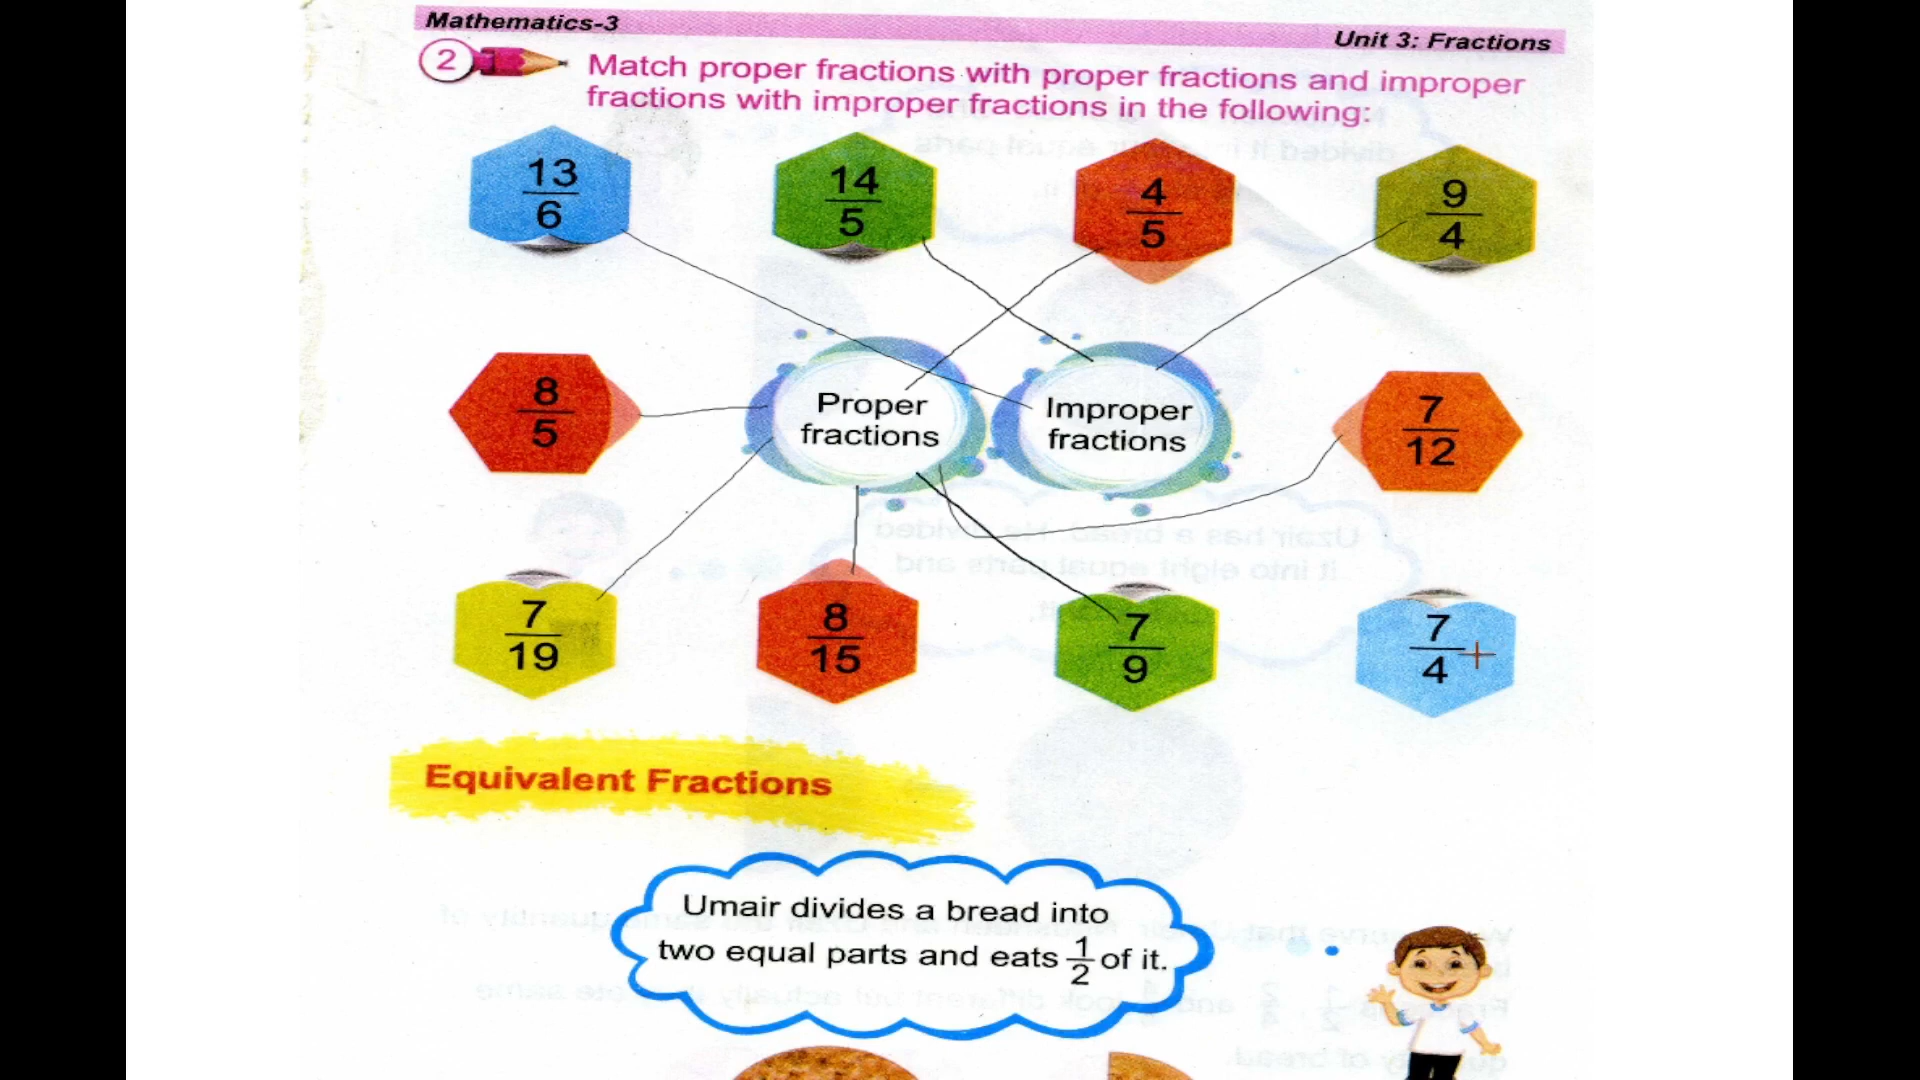 Mathematics-3
Unit 3: Fractions
2
Match proper fractions with proper fractions and improper
fractions with improper fractions in the following:
13/6 14/5 4/5 9/4
8/5 Proper fractions Improper fractions 7/12
7/19 8/15 7/9 7/4
Equivalent Fractions
Umair divides a bread into
two equal parts and eats 1/2 of it.